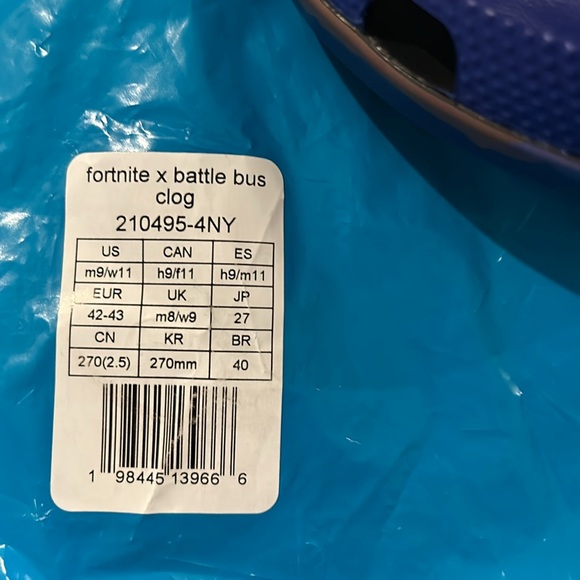 fortnite x battle bus
clog
210495-4NY
US CAN ES
m9/w11 h9/f11 h9/m11
EUR UK JP
42-43 m8/w9 27
CN KR BR
270(2.5) 270mm 40
1 98445 13966 6